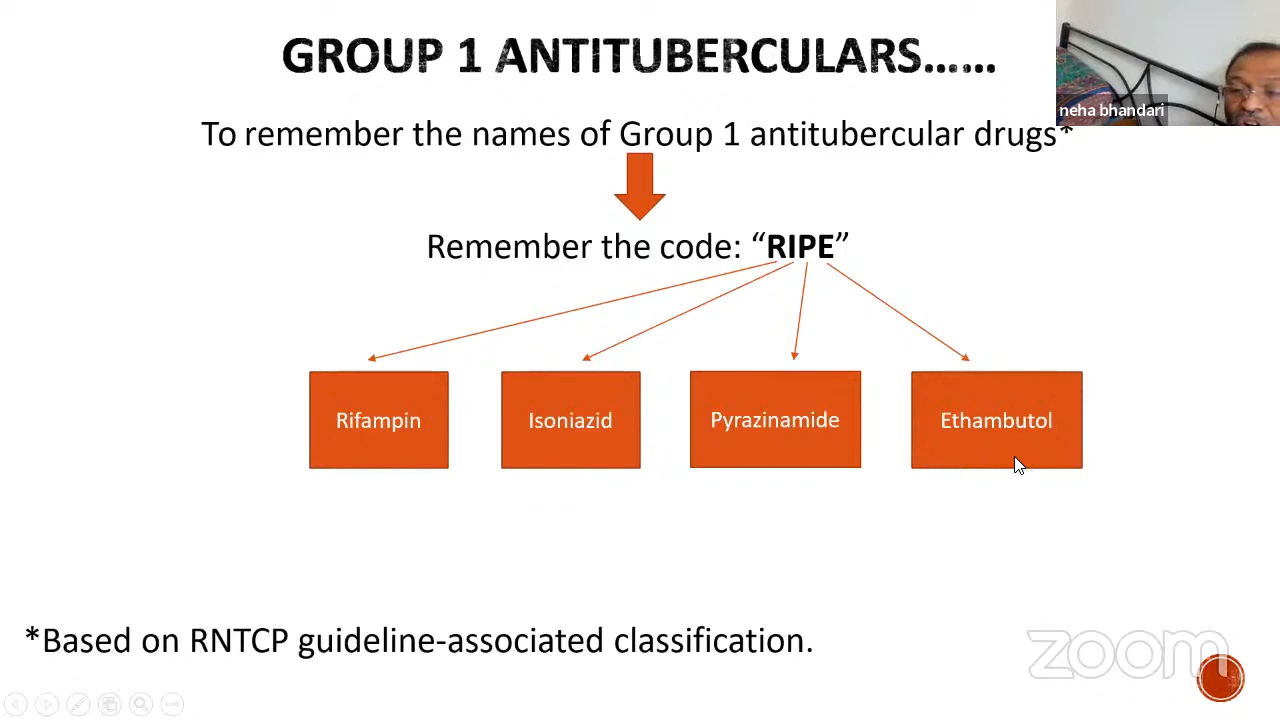 GROUP 1 ANTITUBERCULARS......
neha bhandari
To remember the names of Group 1 antitubercular drugs*
Remember the code: “RIPE”
Rifampin
Isoniazid
Pyrazinamide
Ethambutol
*Based on RNTCP guideline-associated classification.
zoom